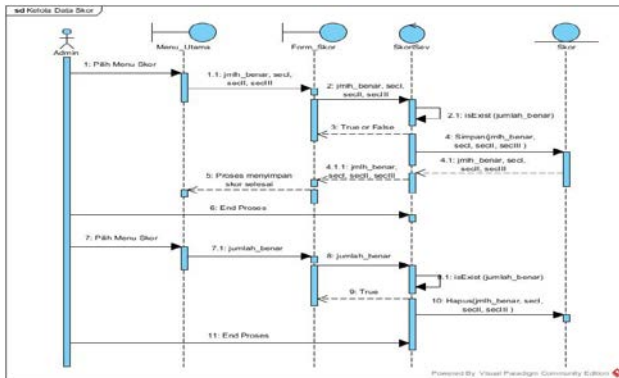 sd Kelola Data Skor
Admin
Menu_Utama
Form_Skor
SkorSev
Skor
1: Pilih Menu Skor
1.1: jmlh_benar, secI,
secII, secIII
2: jmlh_benar, secI,
secII, secIII
2.1: isExist (jumlah_benar)
3: True or False
4: Simpan(jmlh_benar,
secI, secII, secIII )
4.1: jmlh_benar, secI,
secII, secIII
4.1.1: jmlh_benar,
secI, secII, secIII
5: Proses menyimpan
skor selesai
6: End Proses
7: Pilih Menu Skor
7.1: jumlah_benar
8: jumlah_benar
8.1: isExist (jumlah_benar)
9: True
10: Hapus(jmlh_benar, secI,
secII, secIII )
11: End Proses
Powered By Visual Paradigm Community Edition